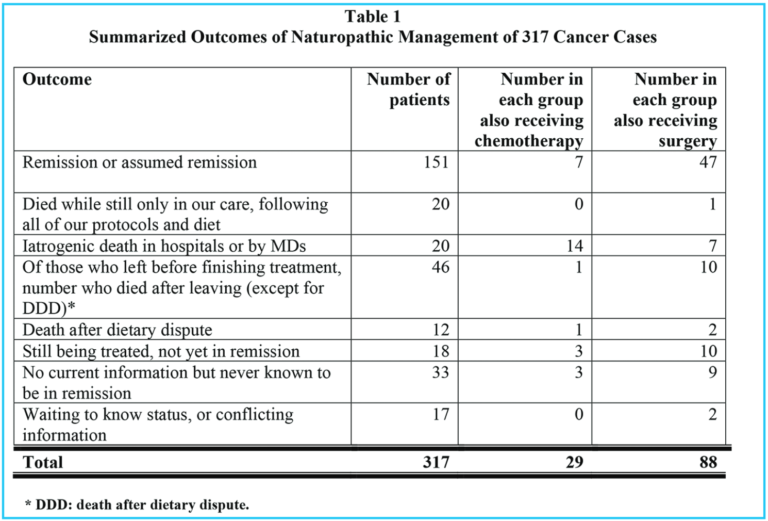 Table 1
Summarized Outcomes of Naturopathic Management of 317 Cancer Cases
Outcome
Number of patients
Number in each group also receiving chemotherapy
Number in each group also receiving surgery
Remission or assumed remission 151 7 47
Died while still only in our care, following
all of our protocols and diet 20 0 1
Iatrogenic death in hospitals or by MDs 20 14 7
Of those who left before finishing treatment, 46 1 10
number who died after leaving (except for
DDD)*
Death after dietary dispute 12 1 2
Still being treated, not yet in remission 18 3 10
No current information but never known to 33 3 9
be in remission
Waiting to know status, or conflicting 17 0 2
information
Total 317 29 88
* DDD: death after dietary dispute.